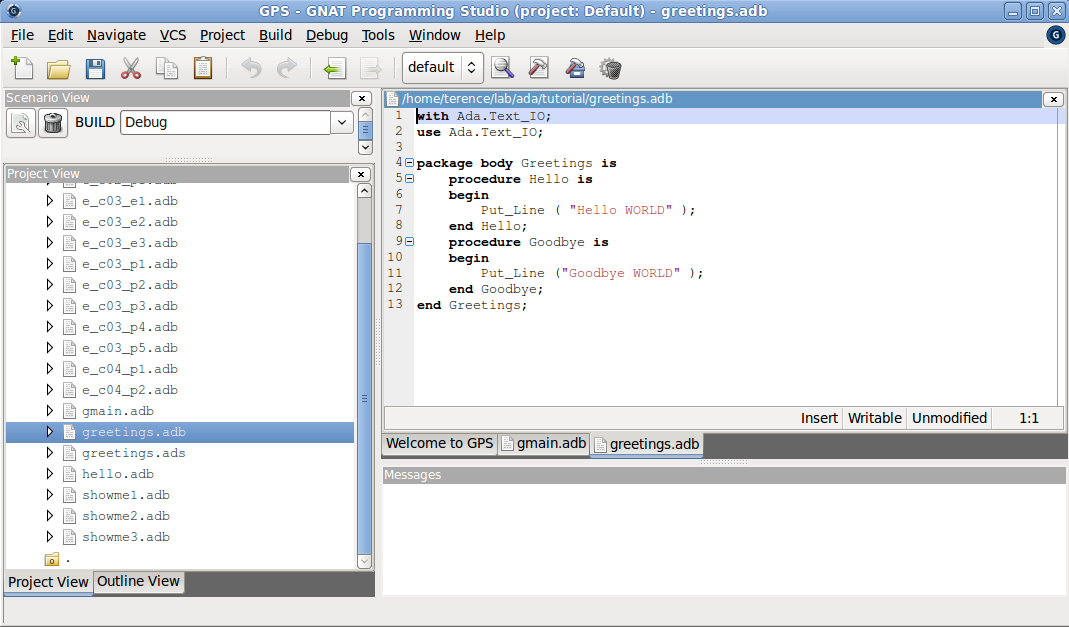 GPS - GNAT Programming Studio (project: Default) - greetings.adb
File Edit Navigate VCS Project Build Debug Tools Window Help
default
Scenario View
BUILD Debug
Project View
e_c03_e1.adb
e_c03_e2.adb
e_c03_e3.adb
e_c03_p1.adb
e_c03_p2.adb
e_c03_p3.adb
e_c03_p4.adb
e_c03_p5.adb
e_c04_p1.adb
e_c04_p2.adb
gmain.adb
greetings.adb
greetings.ads
hello.adb
showme1.adb
showme2.adb
showme3.adb
.
Project View Outline View
/home/terence/lab/ada/tutorial/greetings.adb
1 with Ada.Text_IO;
2 use Ada.Text_IO;
3
4 package body Greetings is
5 procedure Hello is
6 begin
7 Put_Line ( "Hello WORLD" );
8 end Hello;
9 procedure Goodbye is
10 begin
11 Put_Line ("Goodbye WORLD" );
12 end Goodbye;
13 end Greetings;
Insert Writable Unmodified 1:1
Welcome to GPS gmain.adb greetings.adb
Messages